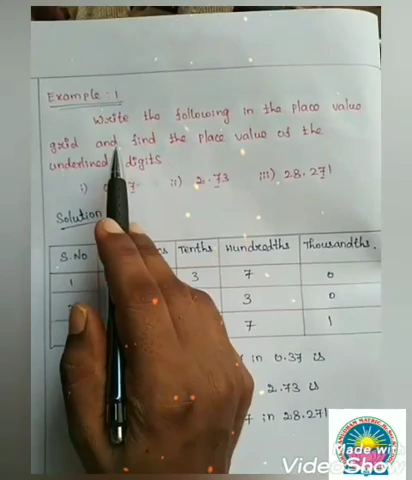 Example : 1
Write the following in the place value
grid and find the place value of the
underlined digits
i) 7 ii) 2.73 iii) 28.271
Solution
S.No Tenths Hundredths Thousandths.
1 3 7 0
3 0
7 1
in 0.37 is
2.73 is
7 in 28.271
Made with
VideoShow